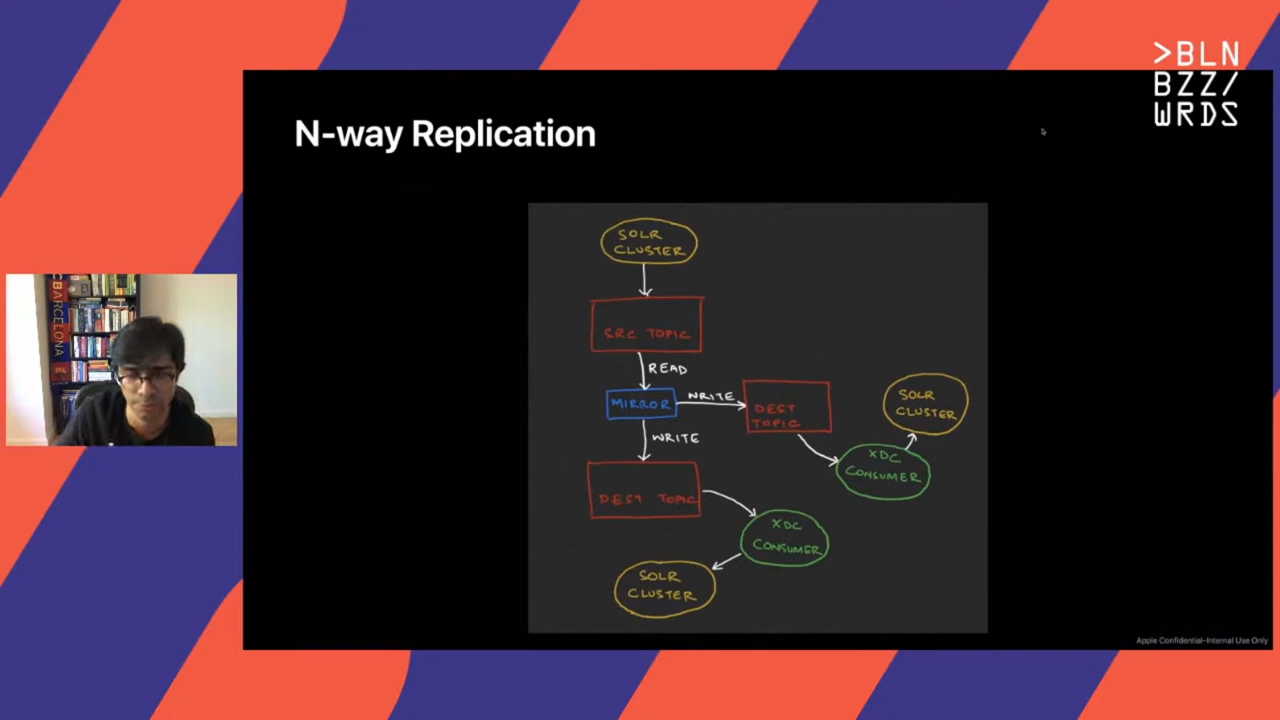 >BLN
BZZ/
WRDS
N-way Replication
SOLR
CLUSTER
SRC TOPIC
READ
MIRROR
WRITE
DEST
TOPIC
SOLR
CLUSTER
XDC
CONSUMER
WRITE
DEST TOPIC
XDC
CONSUMER
SOLR
CLUSTER
BARCELONA
Apple Confidential–Internal Use Only